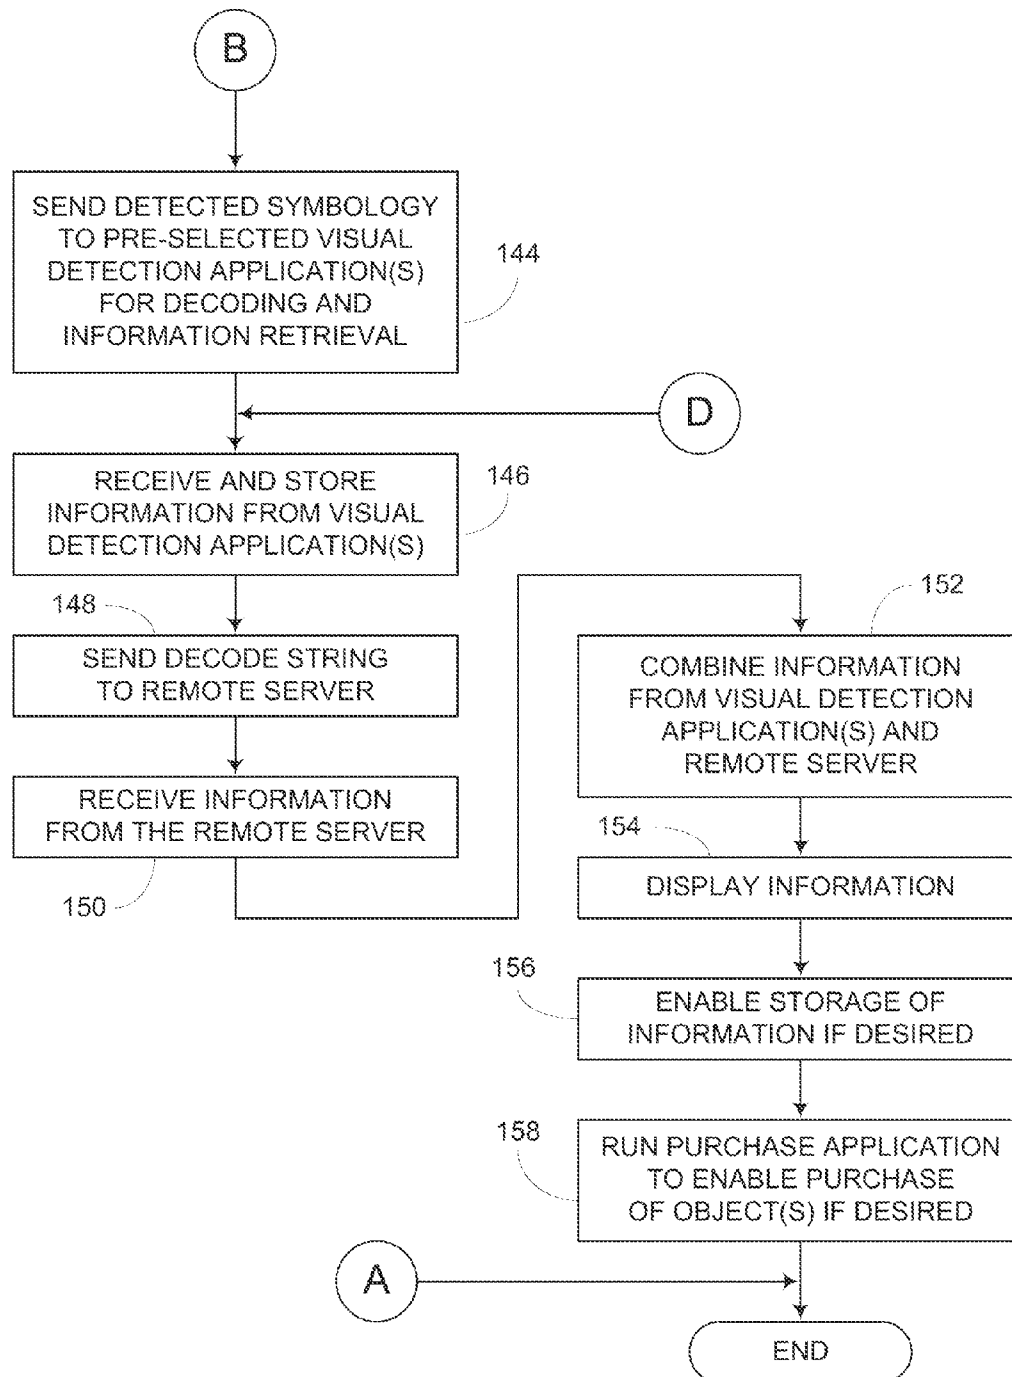 B
SEND DETECTED SYMBOLOGY
TO PRE-SELECTED VISUAL
DETECTION APPLICATION(S)
FOR DECODING AND
INFORMATION RETRIEVAL
144
D
RECEIVE AND STORE
INFORMATION FROM VISUAL
DETECTION APPLICATION(S)
146
148
SEND DECODE STRING
TO REMOTE SERVER
RECEIVE INFORMATION
FROM THE REMOTE SERVER
150
152
COMBINE INFORMATION
FROM VISUAL DETECTION
APPLICATION(S) AND
REMOTE SERVER
154
DISPLAY INFORMATION
156
ENABLE STORAGE OF
INFORMATION IF DESIRED
158
RUN PURCHASE APPLICATION
TO ENABLE PURCHASE
OF OBJECT(S) IF DESIRED
A
END